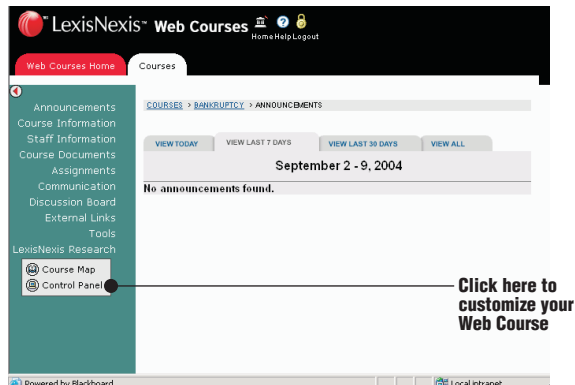 LexisNexis™ Web Courses
Home Help Logout
Web Courses Home
Courses
COURSES > BANKRUPTCY > ANNOUNCEMENTS
Announcements
Course Information
Staff Information
Course Documents
Assignments
Communication
Discussion Board
External Links
Tools
LexisNexis Research
Course Map
Control Panel
VIEW TODAY
VIEW LAST 7 DAYS
VIEW LAST 30 DAYS
VIEW ALL
September 2 - 9, 2004
No announcements found.
Click here to
customize your
Web Course
Powered by Blackboard
Local intranet